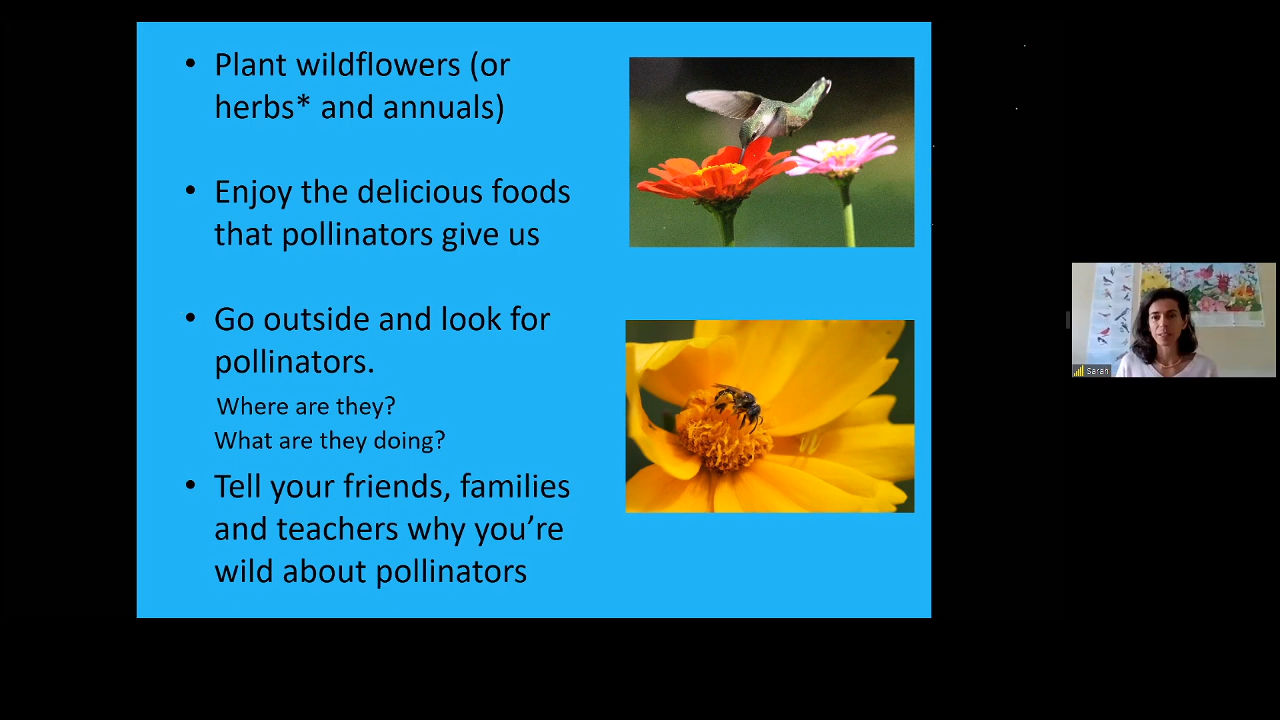 • Plant wildflowers (or
herbs* and annuals)
• Enjoy the delicious foods
that pollinators give us
• Go outside and look for
pollinators.
Where are they?
What are they doing?
• Tell your friends, families
and teachers why you’re
wild about pollinators
Sarah